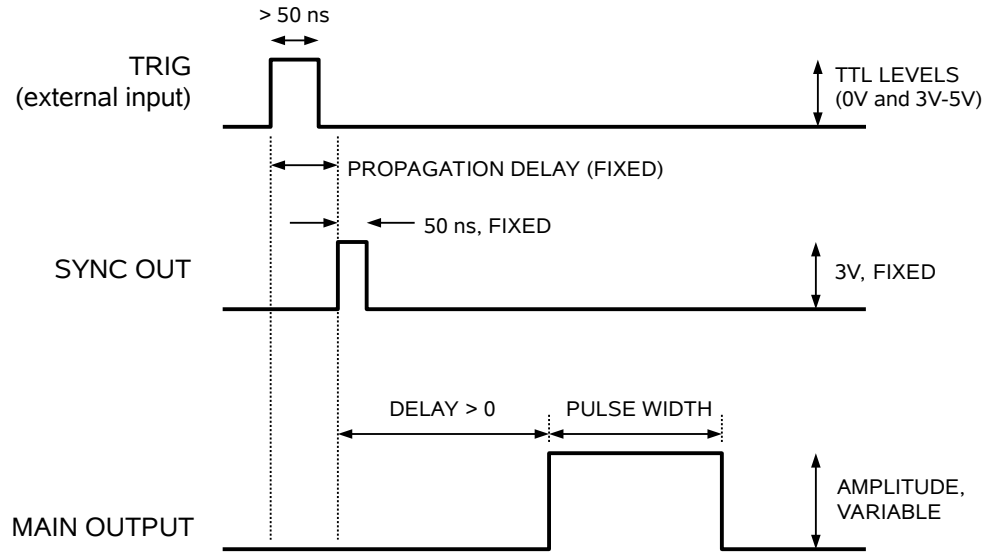 > 50 ns
TRIG
(external input)
TTL LEVELS
(0V and 3V-5V)
PROPAGATION DELAY (FIXED)
50 ns, FIXED
SYNC OUT
3V, FIXED
DELAY > 0
PULSE WIDTH
AMPLITUDE,
VARIABLE
MAIN OUTPUT